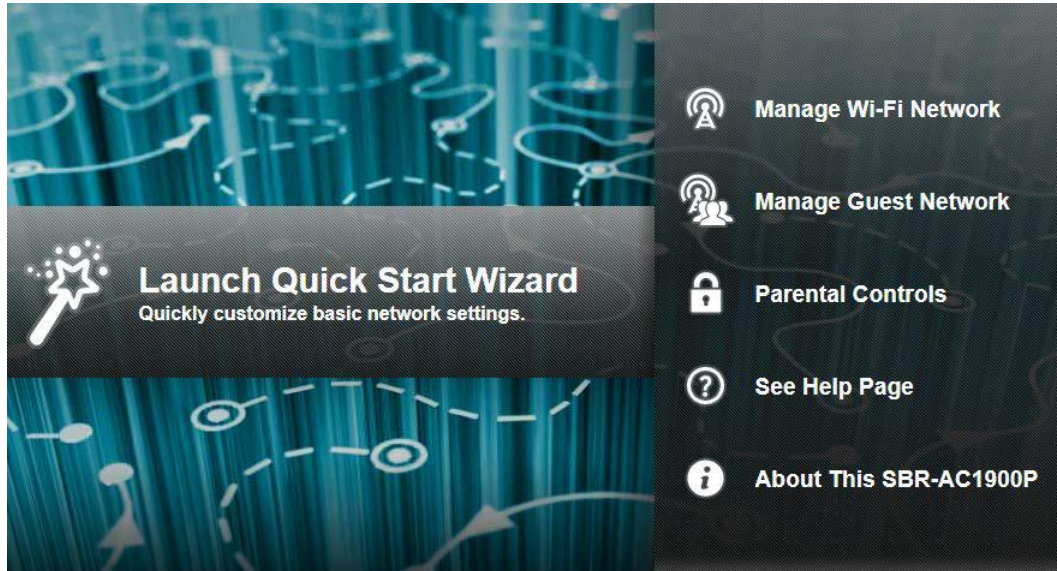 Launch Quick Start Wizard
Quickly customize basic network settings.
Manage Wi-Fi Network
Manage Guest Network
Parental Controls
See Help Page
About This SBR-AC1900P